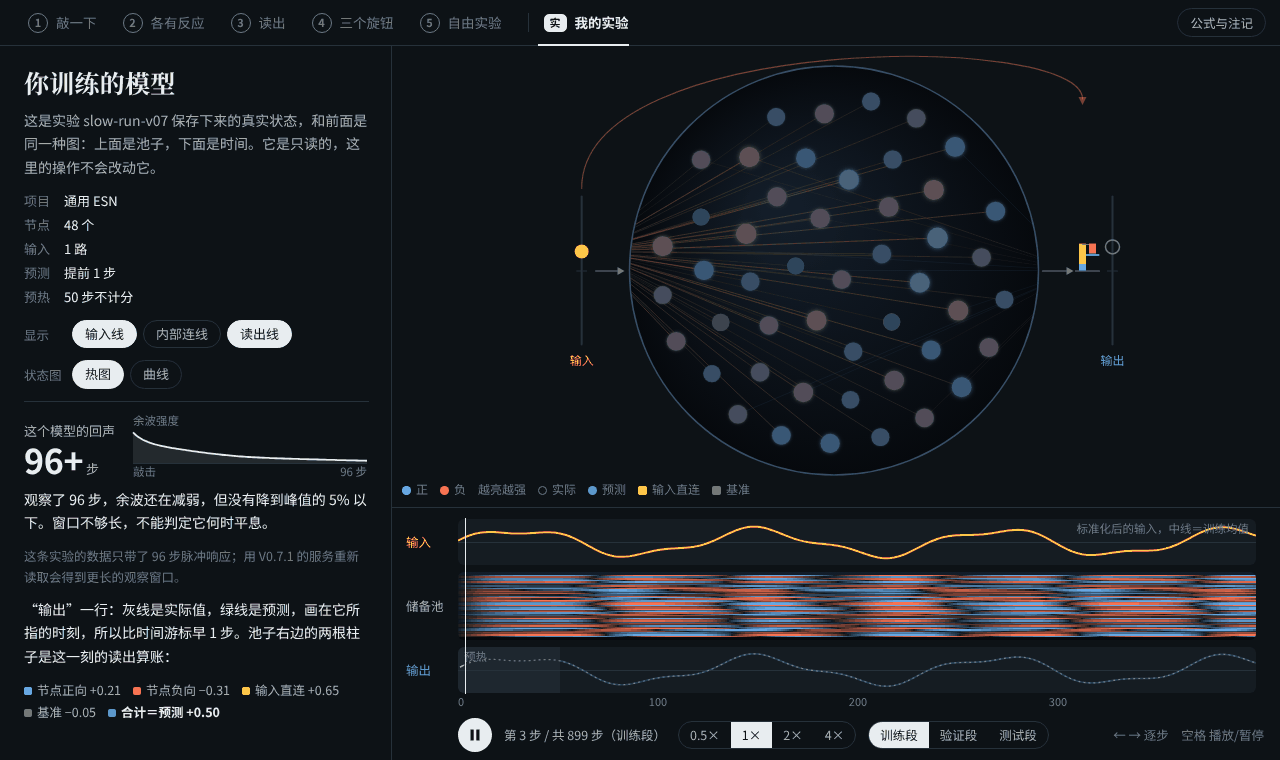 1 敲一下 2 各有反应 3 读出 4 三个旋钮 5 自由实验 实 我的实验 公式与注记
你训练的模型
这是实验 slow-run-v07 保存下来的真实状态，和前面是
同一种图：上面是池子，下面是时间。它是只读的，这
里的操作不会改动它。
项目 通用 ESN
节点 48 个
输入 1 路
预测 提前 1 步
预热 50 步不计分
显示 输入线 内部连线 读出线
状态图 热图 曲线
这个模型的回声
96+ 步
余波强度
敲击 96 步
观察了 96 步，余波还在减弱，但没有降到峰值的 5% 以
下。窗口不够长，不能判定它何时平息。
这条实验的数据只带了 96 步脉冲响应；用 V0.7.1 的服务重新
读取会得到更长的观察窗口。
“输出”一行：灰线是实际值，绿线是预测，画在它所
指的时刻，所以比时间游标早 1 步。池子右边的两根柱
子是这一刻的读出算账：
节点正向 +0.21 节点负向 −0.31 输入直连 +0.65
基准 −0.05 合计＝预测 +0.50
输入
输出
正 负 越亮越强 实际 预测 输入直连 基准
输入
标准化后的输入，中线＝训练均值
储备池
输出
预热
0 100 200 300
第 3 步 / 共 899 步（训练段） 0.5× 1× 2× 4× 训练段 验证段 测试段 ← → 逐步 空格 播放/暂停